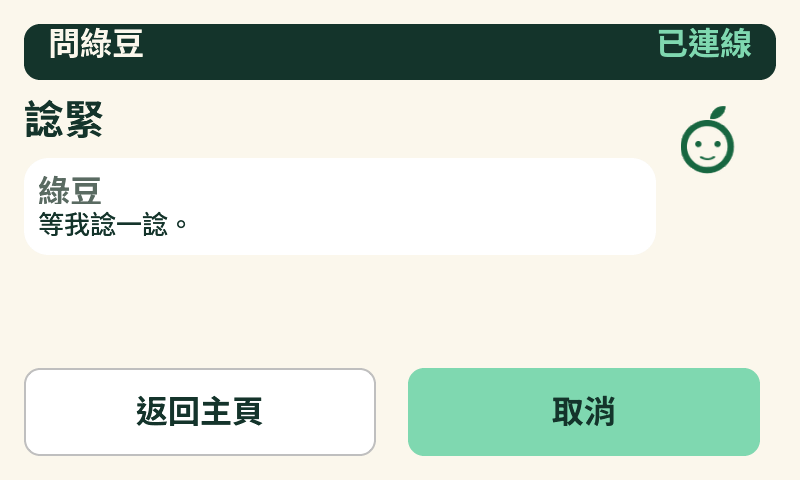 問綠豆
已連線
諗緊
綠豆
等我諗一諗。
返回主頁
取消